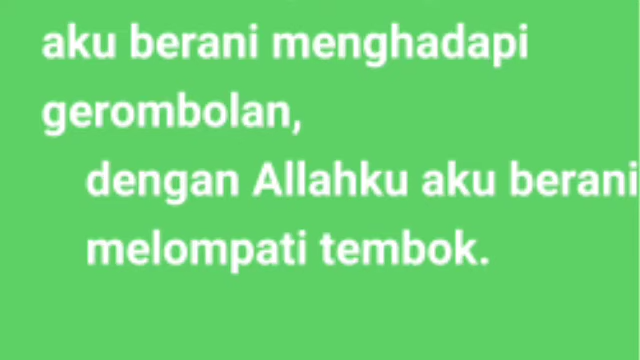 aku berani menghadapi
gerombolan,
dengan Allahku aku berani
melompati tembok.